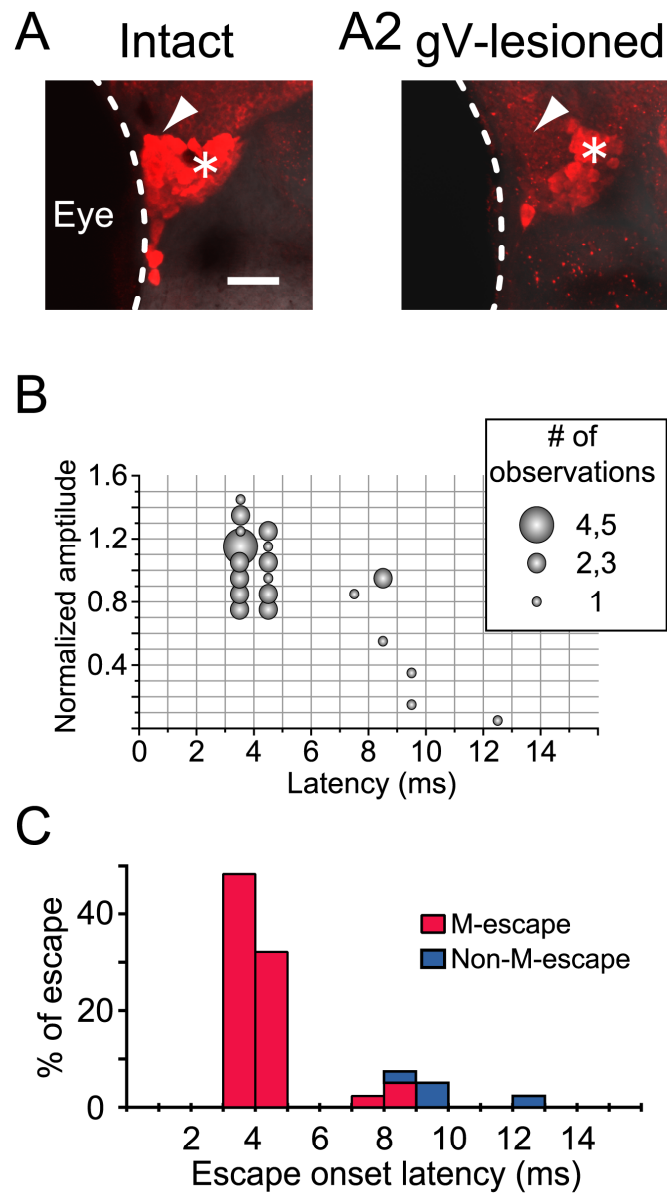 A Intact A2 gV-lesioned
Eye
*
*
B
# of
observations
4,5
2,3
1
Normalized amptilude
1.6
1.2
0.8
0.4
0 2 4 6 8 10 12 14
Latency (ms)
C
% of escape
40
20
0
M-escape
Non-M-escape
2 4 6 8 10 12 14
Escape onset latency (ms)